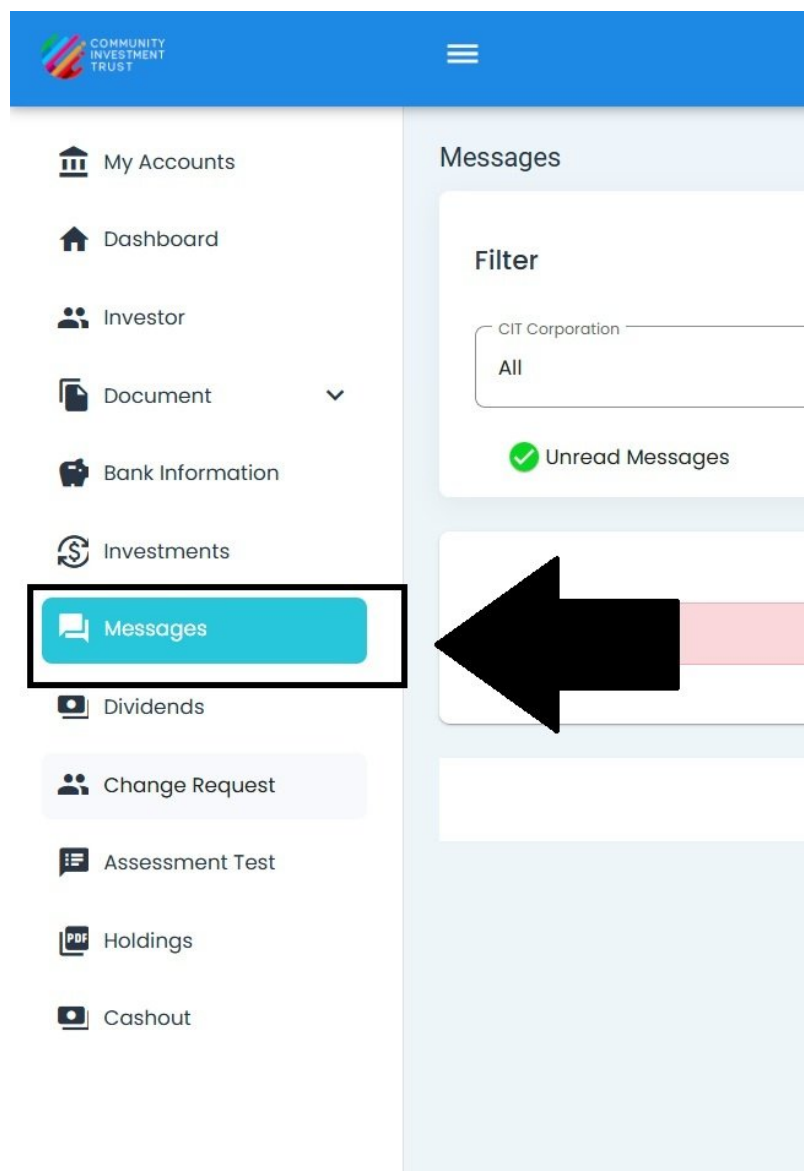 COMMUNITY
INVESTMENT
TRUST
My Accounts
Dashboard
Investor
Document
Bank Information
Investments
Messages
Dividends
Change Request
Assessment Test
PDF
Holdings
Cashout
Messages
Filter
CIT Corporation
All
Unread Messages